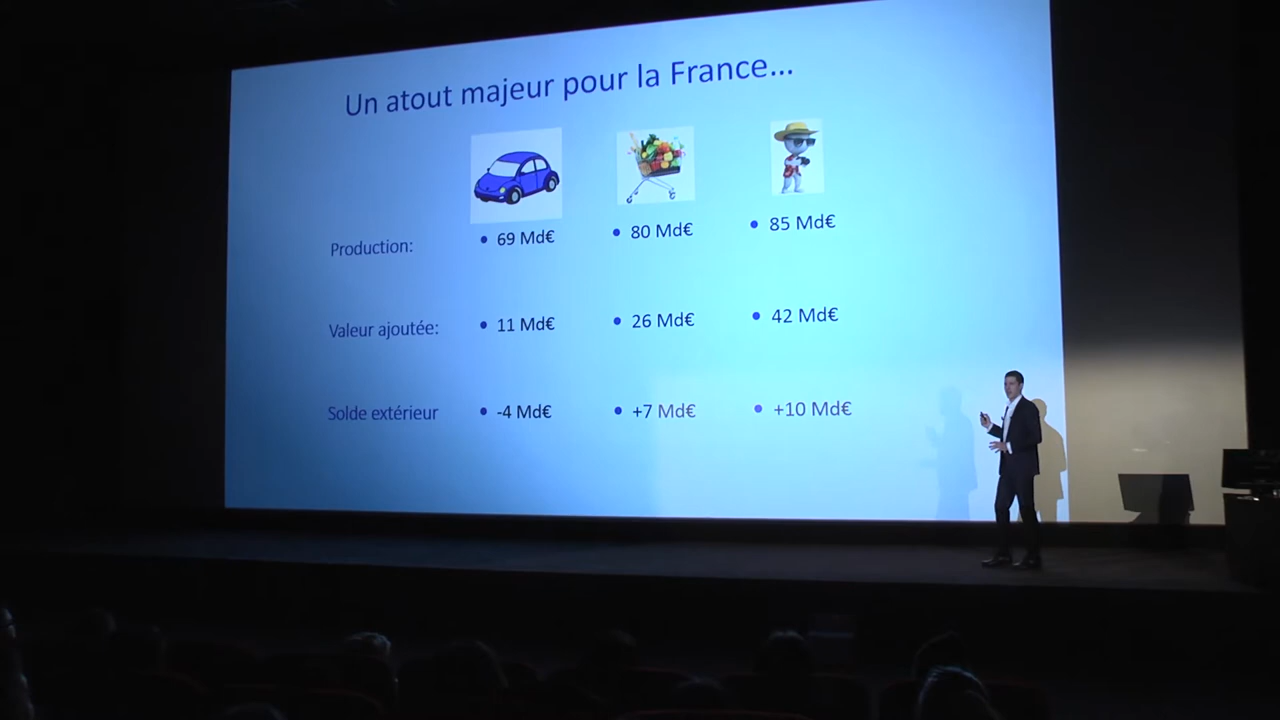 Un atout majeur pour la France...
Production: • 69 Md€ • 80 Md€ • 85 Md€
Valeur ajoutée: • 11 Md€ • 26 Md€ • 42 Md€
Solde extérieur • -4 Md€ • +7 Md€ • +10 Md€